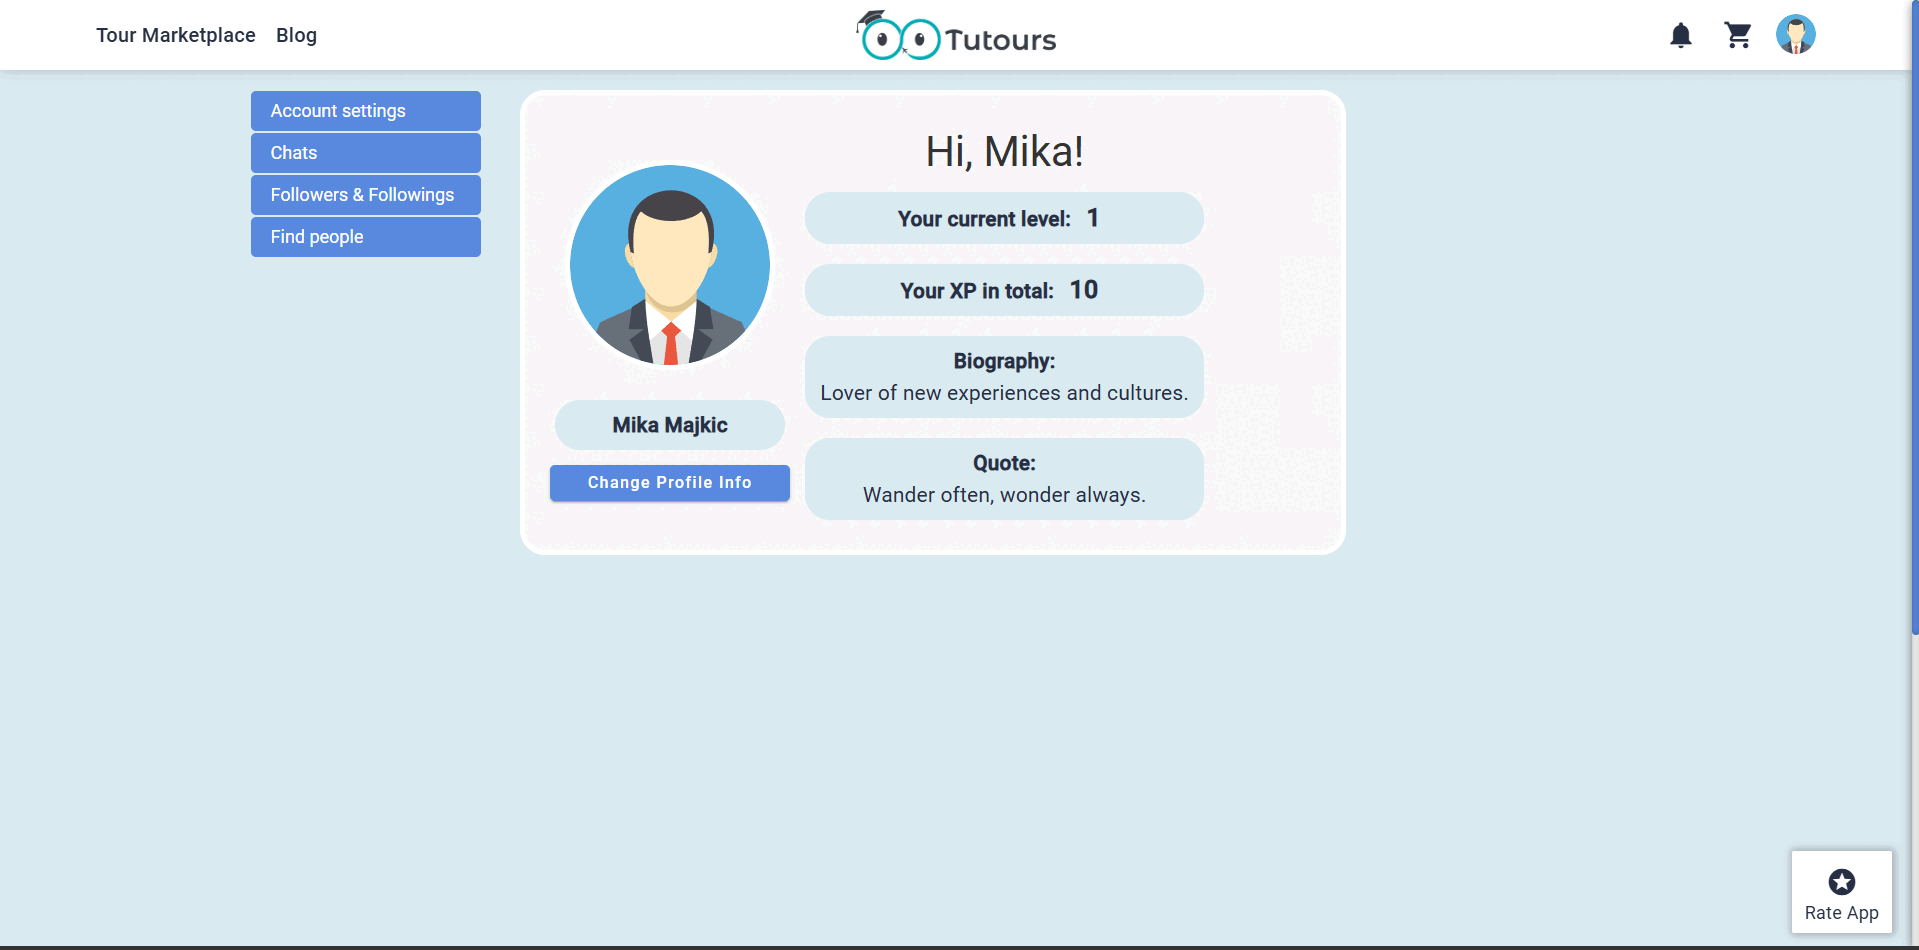 Tour Marketplace Blog
Tutours
Account settings
Chats
Followers & Followings
Find people
Hi, Mika!
Your current level: 1
Your XP in total: 10
Biography:
Lover of new experiences and cultures.
Mika Majkic
Change Profile Info
Quote:
Wander often, wonder always.
Rate App